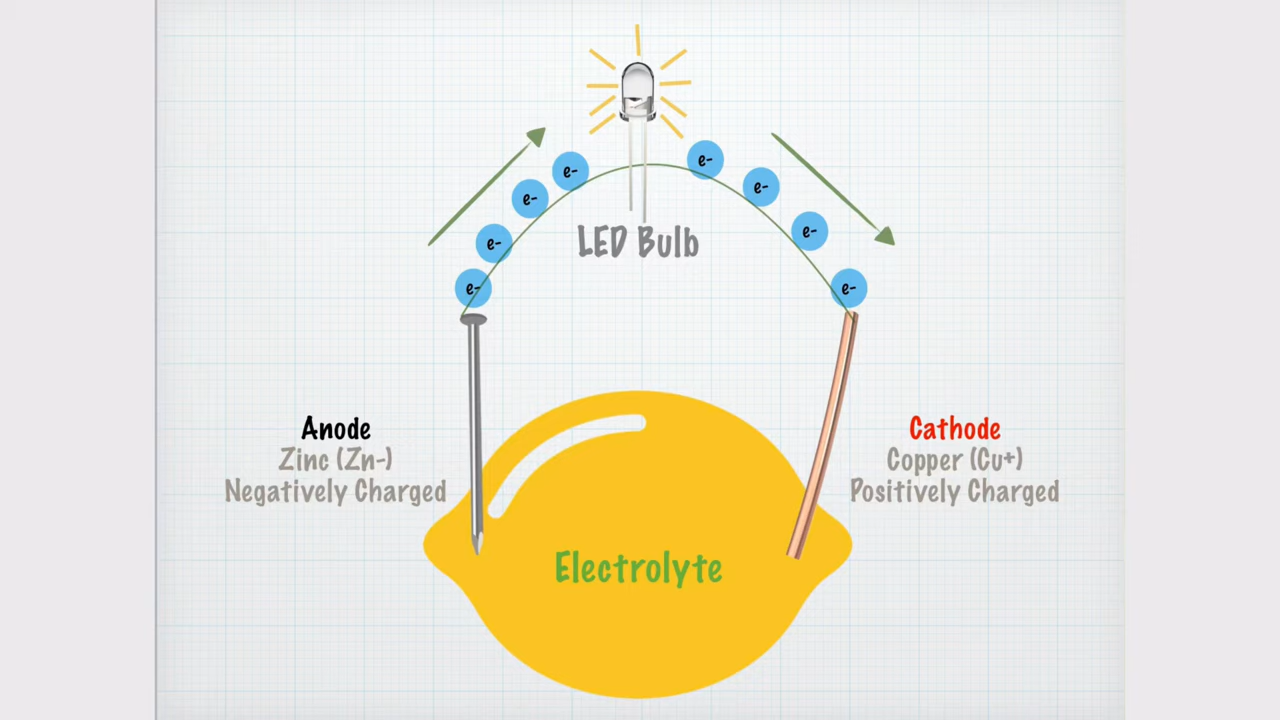 e-
e-
e-
e-
e-
e-
e-
e-
LED Bulb
Anode
Zinc (Zn-)
Negatively Charged
Cathode
Copper (Cu+)
Positively Charged
Electrolyte